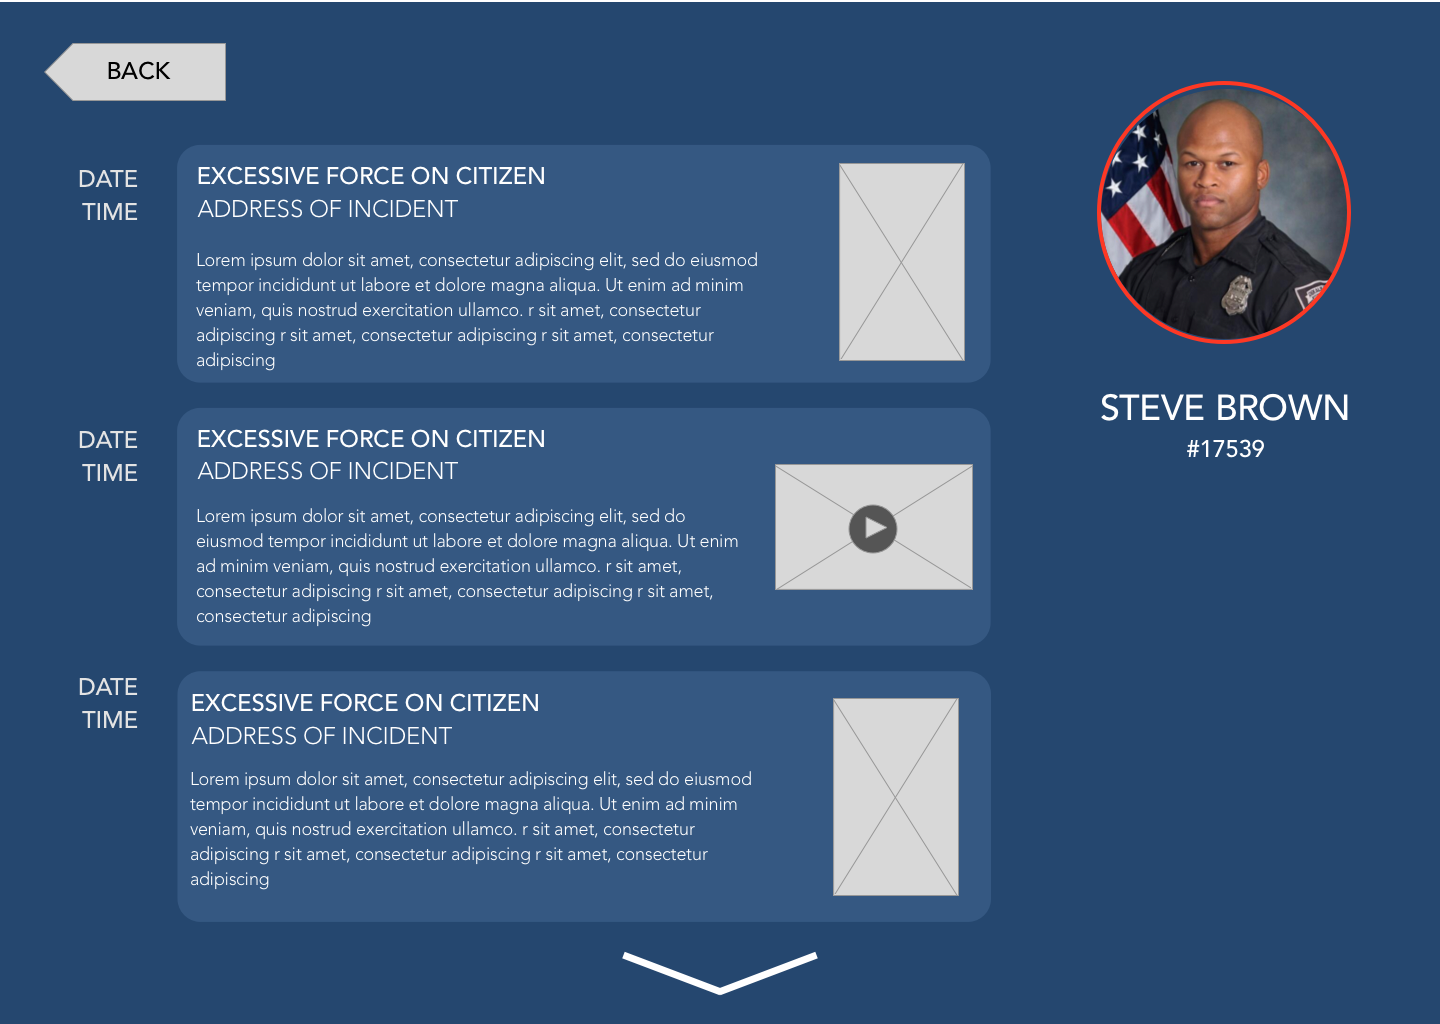 BACK
DATE
TIME
EXCESSIVE FORCE ON CITIZEN
ADDRESS OF INCIDENT
Lorem ipsum dolor sit amet, consectetur adipiscing elit, sed do eiusmod
tempor incididunt ut labore et dolore magna aliqua. Ut enim ad minim
veniam, quis nostrud exercitation ullamco. r sit amet, consectetur
adipiscing r sit amet, consectetur adipiscing r sit amet, consectetur
adipiscing
DATE
TIME
EXCESSIVE FORCE ON CITIZEN
ADDRESS OF INCIDENT
Lorem ipsum dolor sit amet, consectetur adipiscing elit, sed do
eiusmod tempor incididunt ut labore et dolore magna aliqua. Ut enim
ad minim veniam, quis nostrud exercitation ullamco. r sit amet,
consectetur adipiscing r sit amet, consectetur adipiscing r sit amet,
consectetur adipiscing
DATE
TIME
EXCESSIVE FORCE ON CITIZEN
ADDRESS OF INCIDENT
Lorem ipsum dolor sit amet, consectetur adipiscing elit, sed do eiusmod
tempor incididunt ut labore et dolore magna aliqua. Ut enim ad minim
veniam, quis nostrud exercitation ullamco. r sit amet, consectetur
adipiscing r sit amet, consectetur adipiscing r sit amet, consectetur
adipiscing
STEVE BROWN
#17539